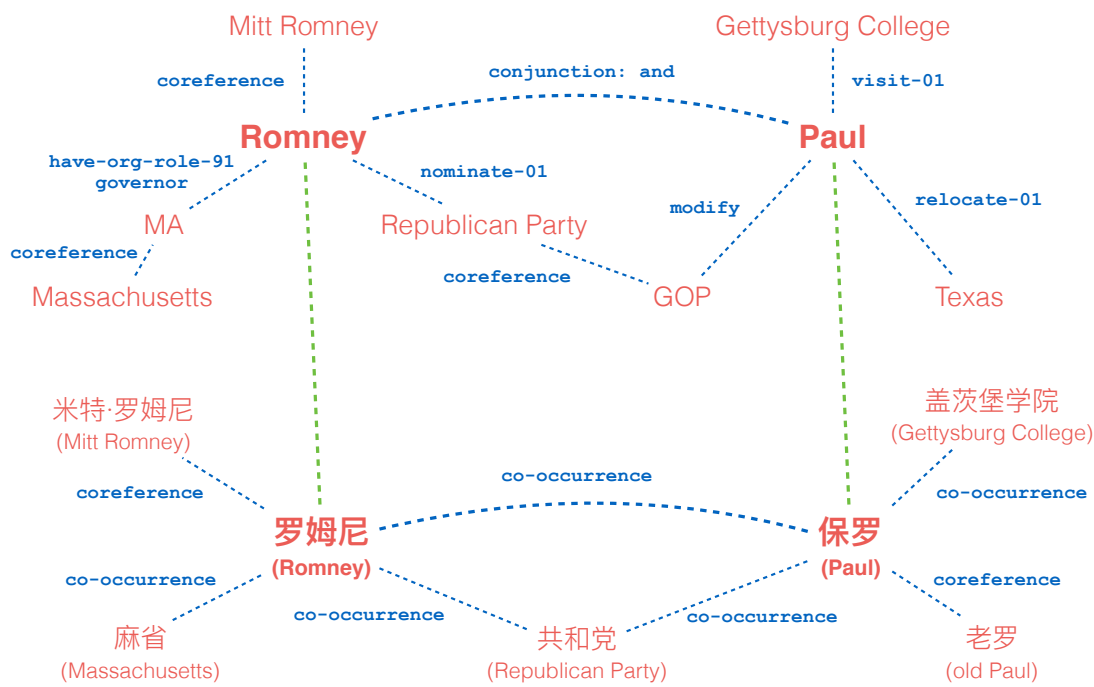 Mitt Romney
Gettysburg College
coreference
conjunction: and
visit-01
Romney
Paul
have-org-role-91
governor
nominate-01
relocate-01
modify
MA
Republican Party
coreference
coreference
Massachusetts
GOP
Texas
米特·罗姆尼
(Mitt Romney)
盖茨堡学院
(Gettysburg College)
coreference
co-occurrence
co-occurrence
罗姆尼
(Romney)
保罗
(Paul)
co-occurrence
coreference
co-occurrence
co-occurrence
麻省
(Massachusetts)
共和党
(Republican Party)
老罗
(old Paul)